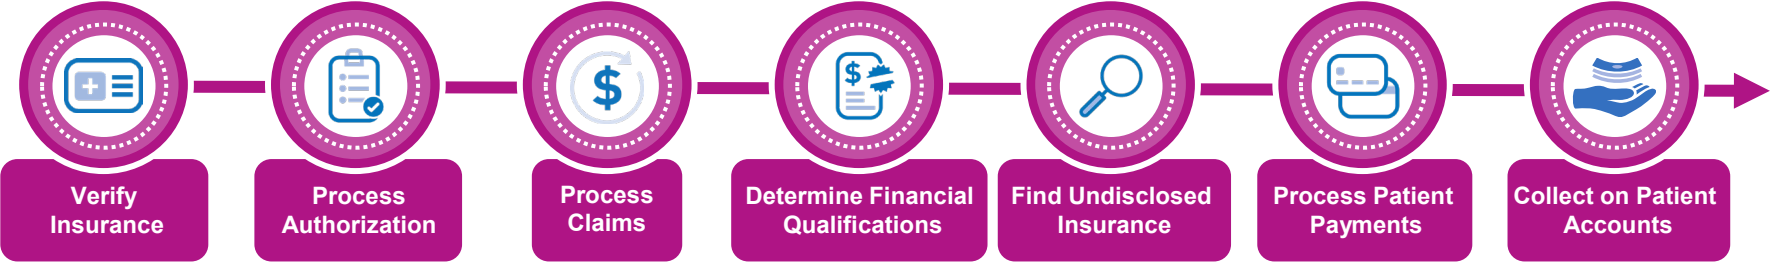 Verify
Insurance
Process
Authorization
Process
Claims
Determine Financial
Qualifications
Find Undisclosed
Insurance
Process Patient
Payments
Collect on Patient
Accounts
$
$